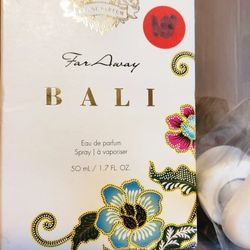 Far Away
BALI
Eau de parfum
Spray | à vaporiser
50 mL / 1.7 FL. OZ.